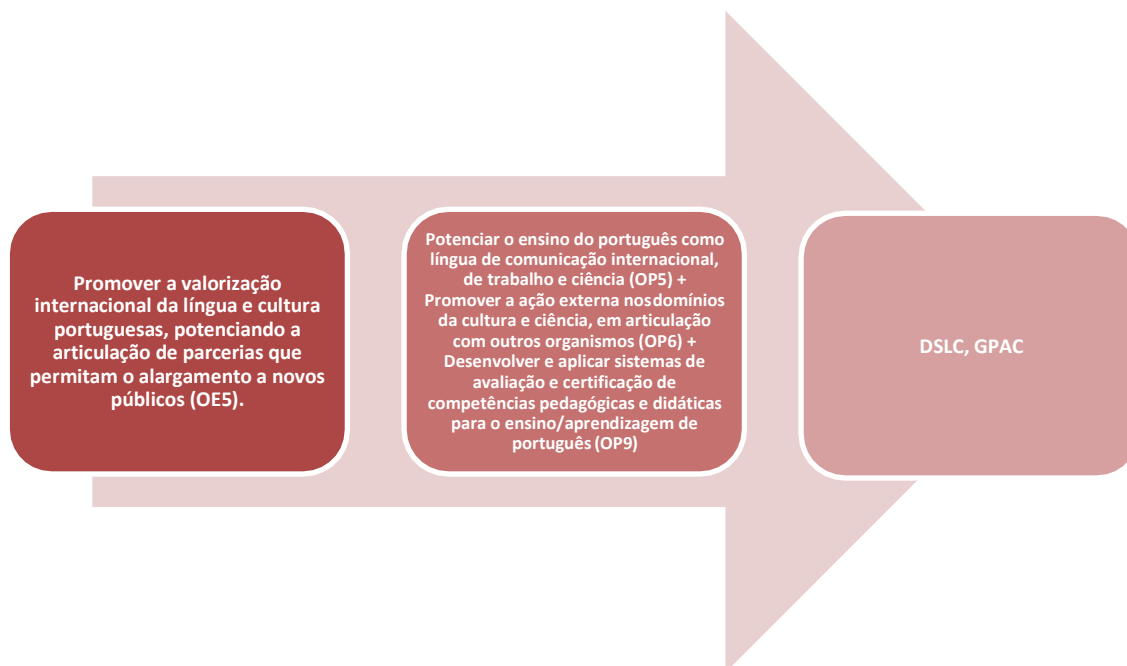 Promover a valorização
internacional da língua e cultura
portuguesas, potenciando a
articulação de parcerias que
permitam o alargamento a novos
públicos (OE5).
Potenciar o ensino do português como
língua de comunicação internacional,
de trabalho e ciência (OP5) +
Promover a ação externa nosdomínios
da cultura e ciência, em articulação
com outros organismos (OP6) +
Desenvolver e aplicar sistemas de
avaliação e certificação de
competências pedagógicas e didáticas
para o ensino/aprendizagem de
português (OP9)
DSLC, GPAC